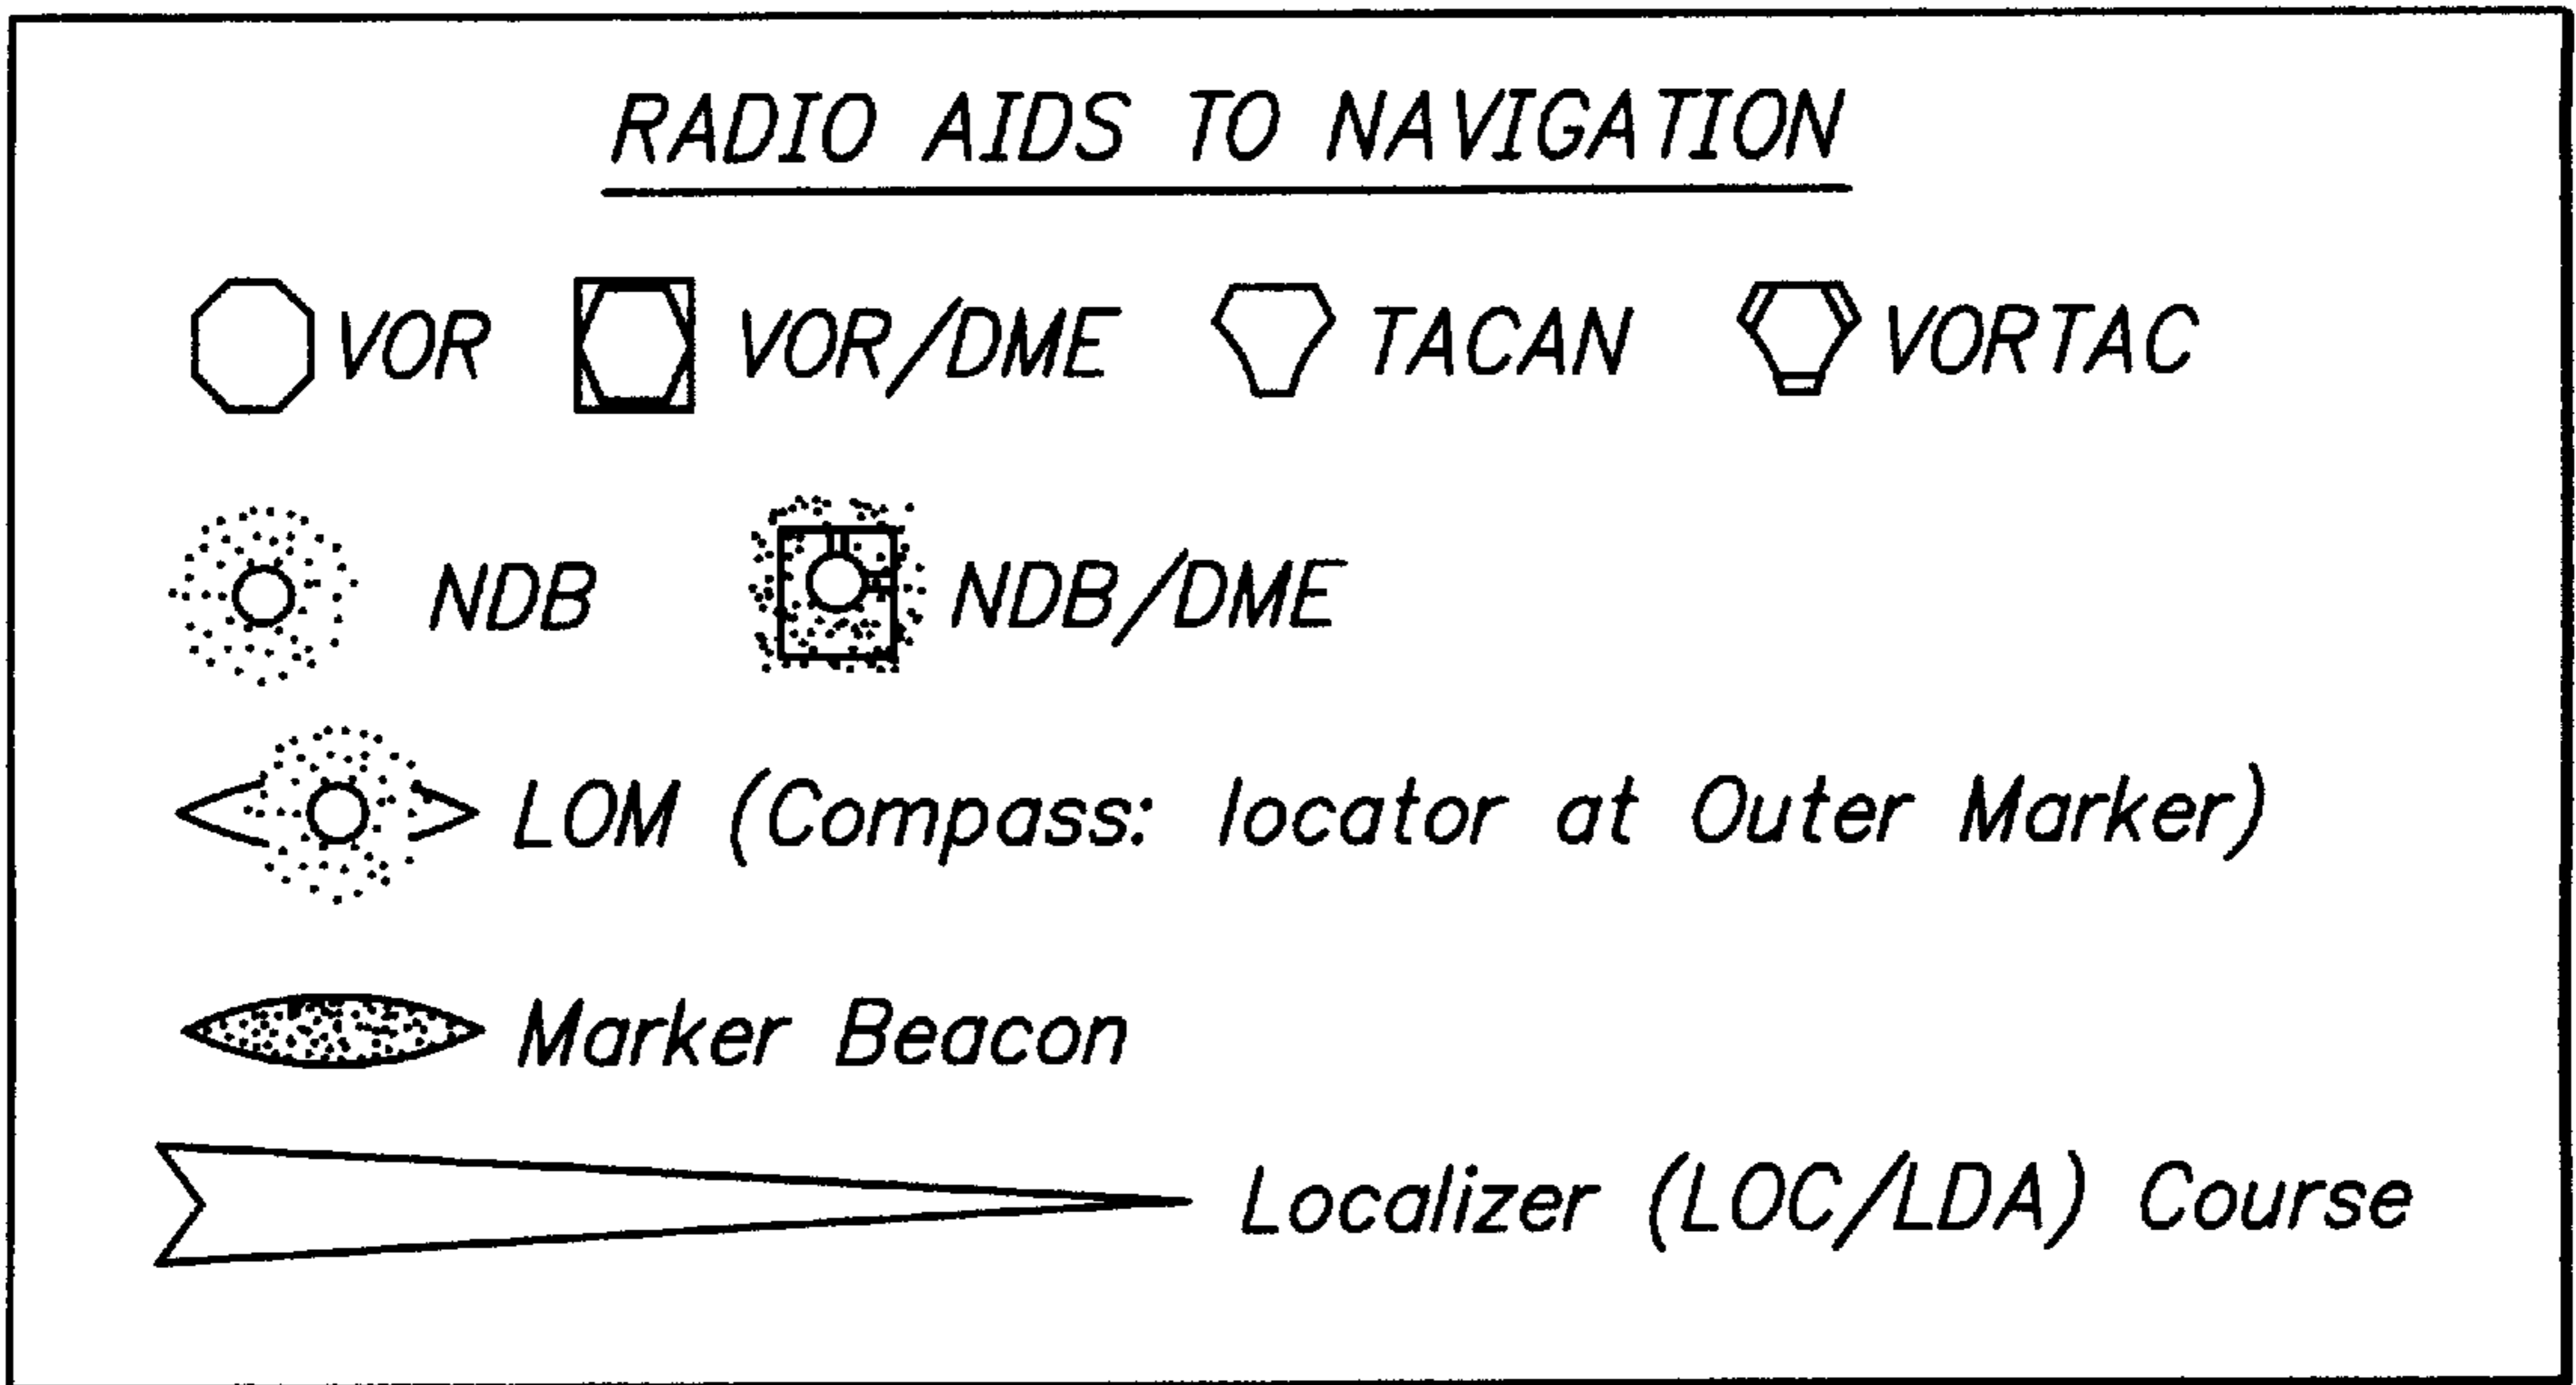 RADIO AIDS TO NAVIGATION
VOR VOR/DME TACAN VORTAC
NDB NDB/DME
LOM (Compass: locator at Outer Marker)
Marker Beacon
Localizer (LOC/LDA) Course